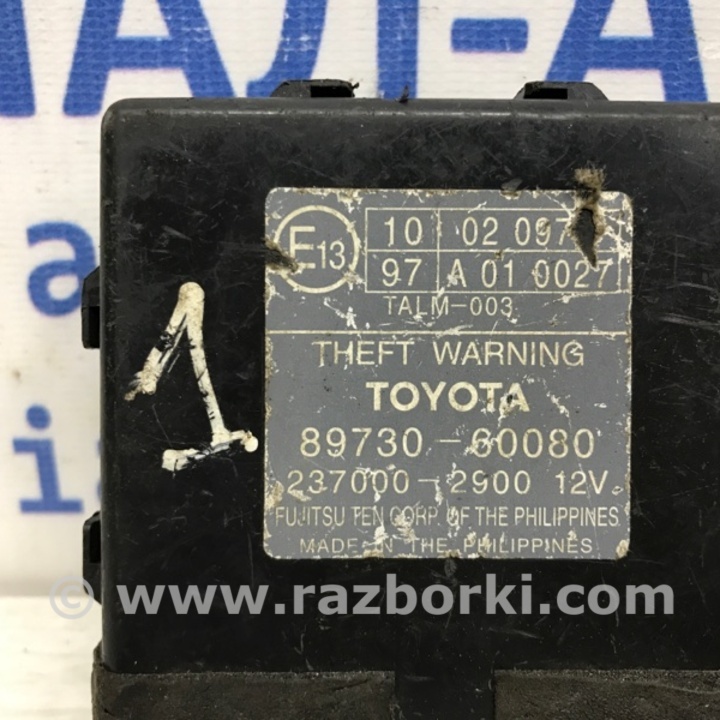 АЛ-А
E13
10 02 097
97 A 01 0027
TALM-003
THEFT WARNING
TOYOTA
89730-60080
237000-2900 12V
FUJITSU TEN CORP. OF THE PHILIPPINES
MADE IN THE PHILIPPINES
1
© www.razborki.com